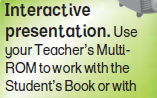 Interactive
presentation. Use
your Teacher's Multi-
ROM to work with the
Student's Book or with